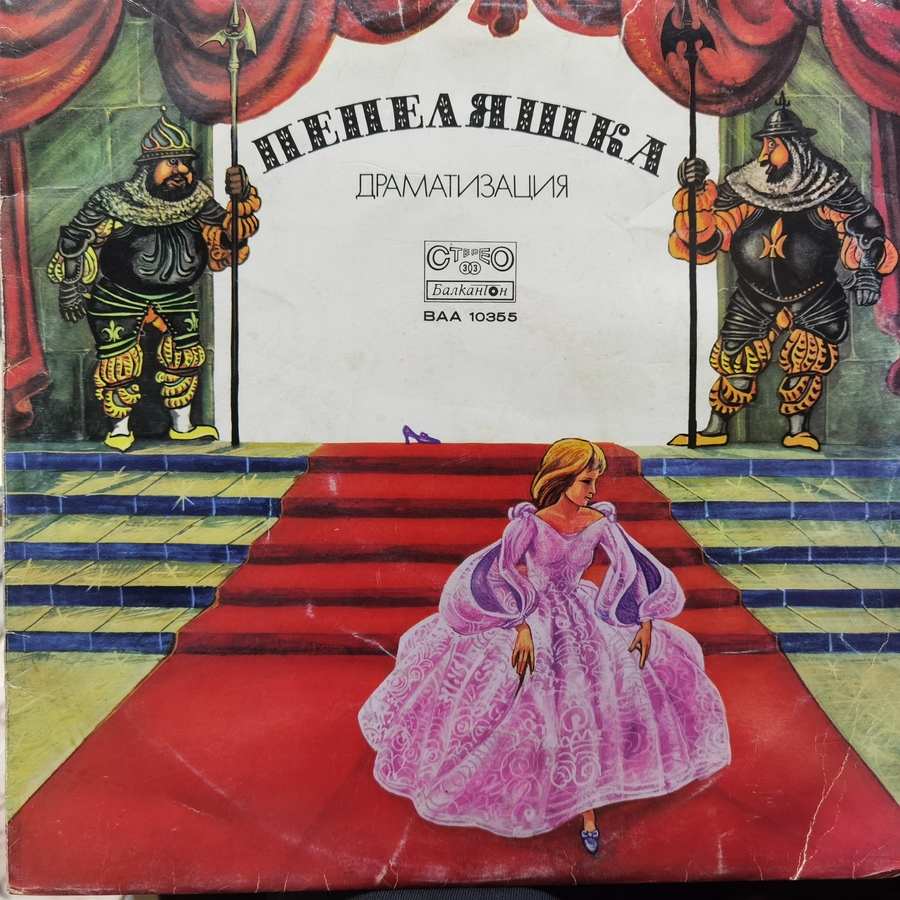 ПЕПЕЛЯШКА
ДРАМАТИЗАЦИЯ
СТЕРЕО
33
Балкантон
ВАА 10355